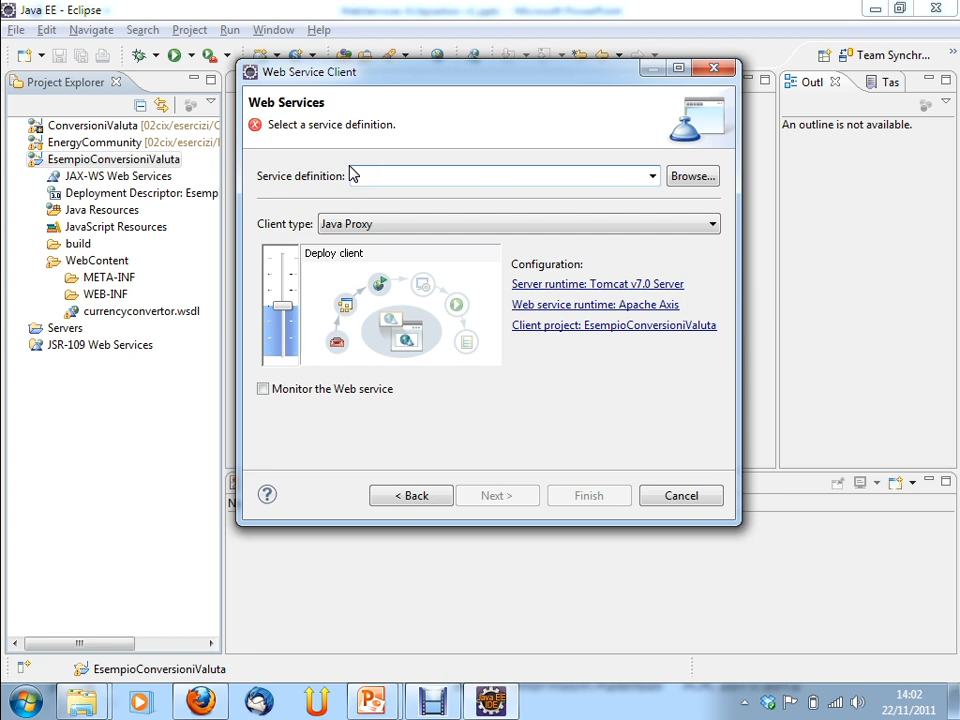 Java EE - Eclipse
File Edit Navigate Search Project Run Window Help
Team Synchr...
Project Explorer
ConversioniValuta [02cix/esercizi/C
EnergyCommunity [02cix/esercizi/
EsempioConversioniValuta
JAX-WS Web Services
Deployment Descriptor: Esemp
Java Resources
JavaScript Resources
build
WebContent
META-INF
WEB-INF
currencyconvertor.wsdl
Servers
JSR-109 Web Services
Web Service Client
Web Services
Select a service definition.
Service definition:
Browse...
Client type: Java Proxy
Deploy client
Configuration:
Server runtime: Tomcat v7.0 Server
Web service runtime: Apache Axis
Client project: EsempioConversioniValuta
Monitor the Web service
< Back Next > Finish Cancel
Outl Tas
An outline is not available.
EsempioConversioniValuta
Java EE
IDE
14:02
22/11/2011